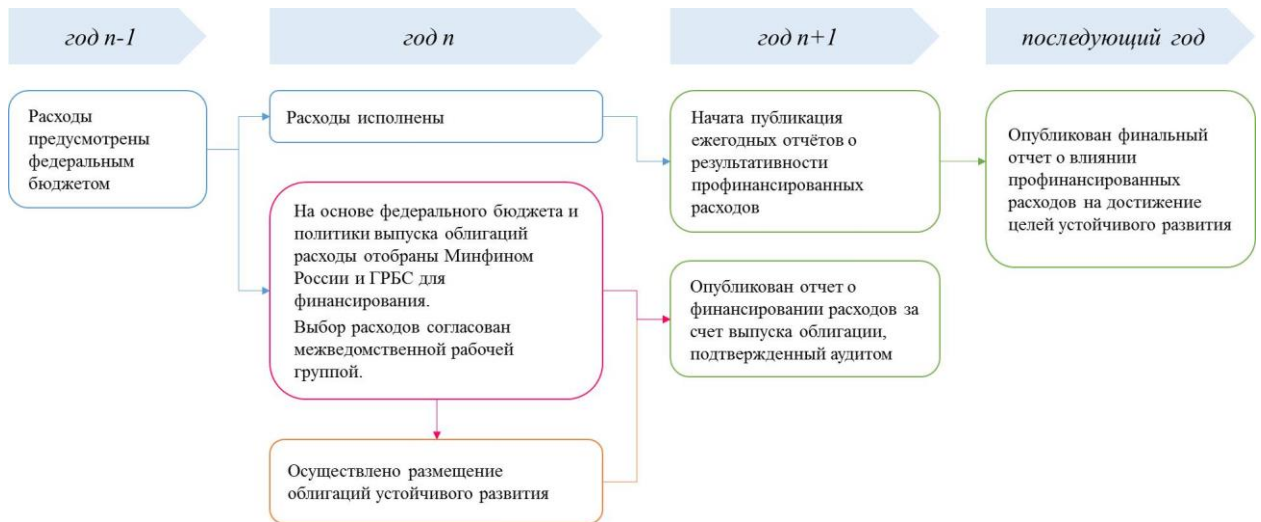 год n-1
год n
год n+1
последующий год
Расходы
предусмотрены
федеральным
бюджетом
Расходы исполнены
На основе федерального бюджета и
политики выпуска облигаций
расходы отобраны Минфином
России и ГРБС для
финансирования.
Выбор расходов согласован
межведомственной рабочей
группой.
Осуществлено размещение
облигаций устойчивого развития
Начата публикация
ежегодных отчётов о
результативности
профинансированных
расходов
Опубликован отчет о
финансировании расходов за
счет выпуска облигации,
подтвержденный аудитом
Опубликован финальный
отчет о влиянии
профинансированных
расходов на достижение
целей устойчивого развития